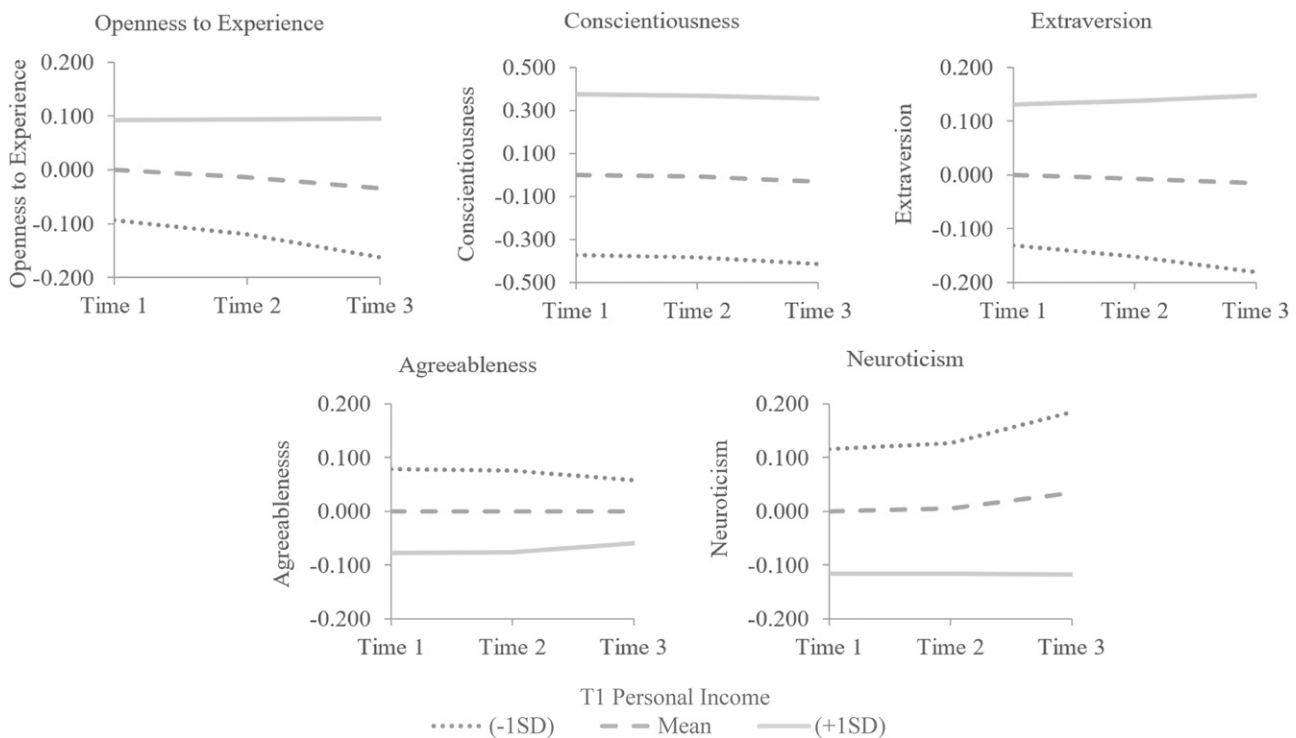 Openness to Experience
Openness to Experience
0.200
0.100
0.000
-0.100
-0.200
Time 1 Time 2 Time 3
Conscientiousness
Conscientiousness
0.500
0.300
0.100
-0.100
-0.300
-0.500
Time 1 Time 2 Time 3
Extraversion
Extraversion
0.200
0.100
0.000
-0.100
-0.200
Time 1 Time 2 Time 3
Agreeableness
Agreeablenesss
0.200
0.100
0.000
-0.100
-0.200
Time 1 Time 2 Time 3
Neuroticism
Neuroticism
0.200
0.100
0.000
-0.100
-0.200
Time 1 Time 2 Time 3
T1 Personal Income
(-1SD) Mean (+1SD)